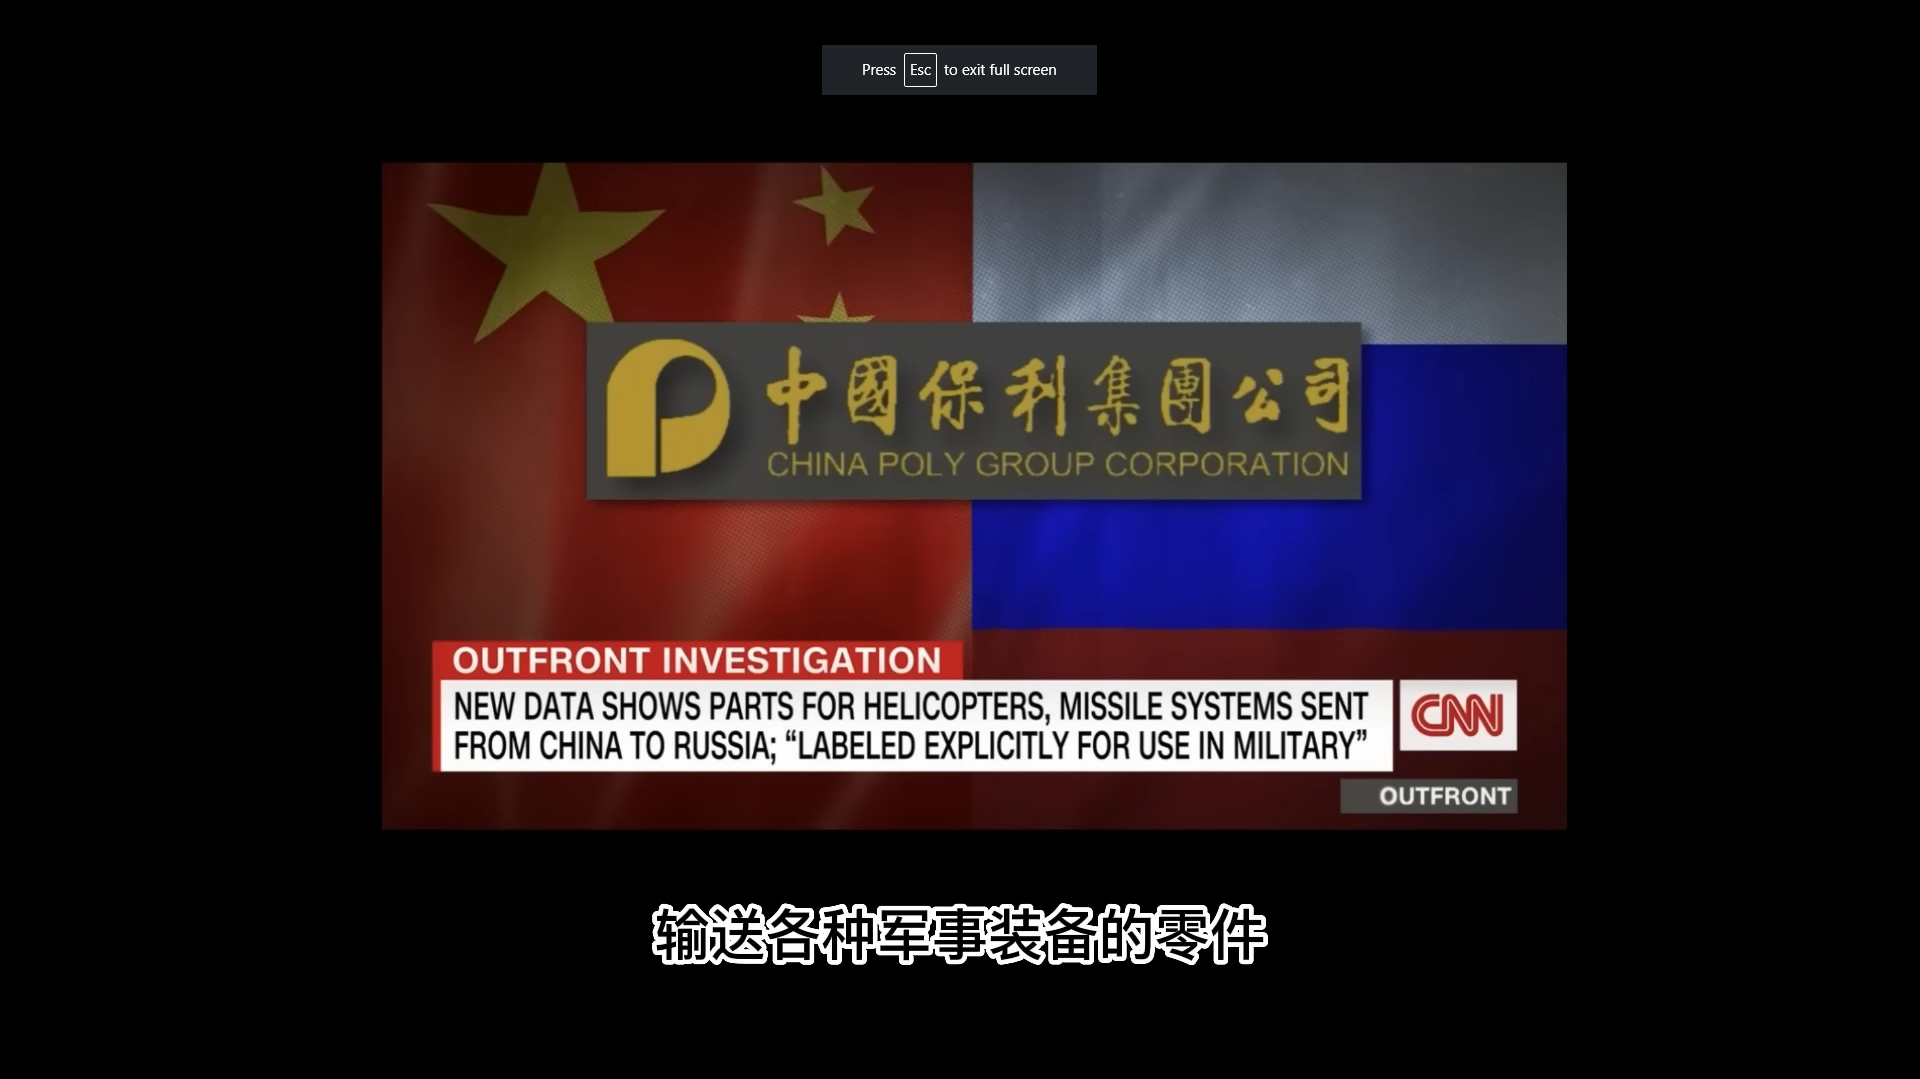 Press Esc to exit full screen
中國保利集團公司
CHINA POLY GROUP CORPORATION
OUTFRONT INVESTIGATION
NEW DATA SHOWS PARTS FOR HELICOPTERS, MISSILE SYSTEMS SENT
FROM CHINA TO RUSSIA; “LABELED EXPLICITLY FOR USE IN MILITARY”
CNN
OUTFRONT
输送各种军事装备的零件